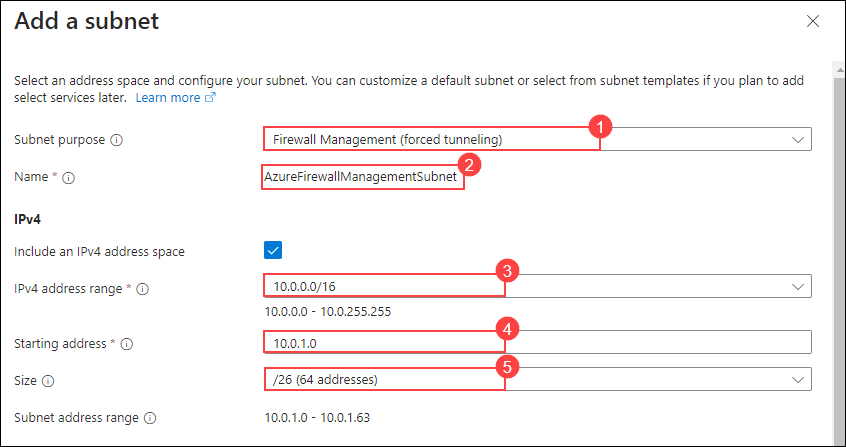 Add a subnet
Select an address space and configure your subnet. You can customize a default subnet or select from subnet templates if you plan to add
select services later. Learn more
1
Subnet purpose Firewall Management (forced tunneling)
2
Name * AzureFirewallManagementSubnet
IPv4
Include an IPv4 address space
3
IPv4 address range * 10.0.0.0/16
10.0.0.0 - 10.0.255.255
4
Starting address * 10.0.1.0
5
Size /26 (64 addresses)
Subnet address range 10.0.1.0 - 10.0.1.63